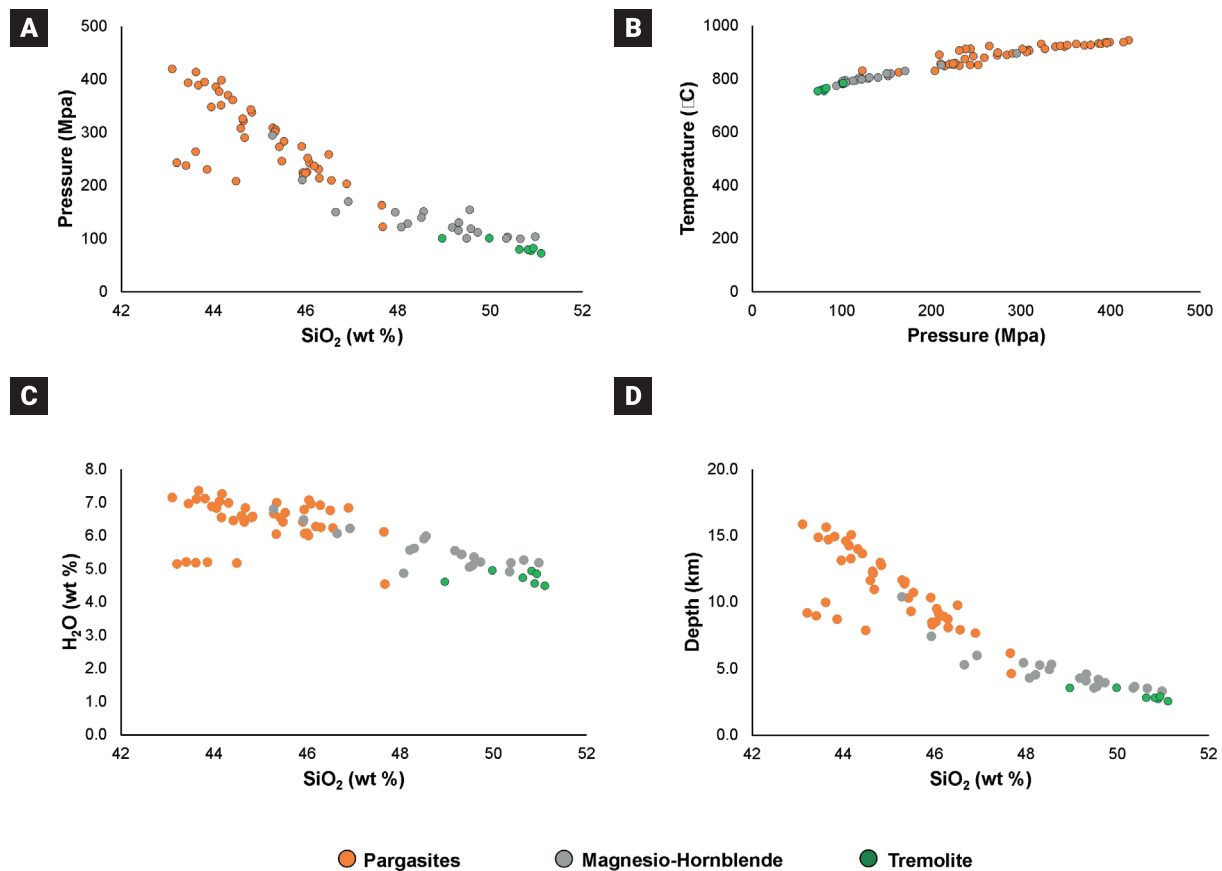 A
500
400
300
200
100
0
42 44 46 48 50 52
Pressure (Mpa)
SiO₂ (wt %)
B
1000
800
600
400
200
0
0 100 200 300 400 500
Temperature (□C)
Pressure (Mpa)
C
8.0
7.0
6.0
5.0
4.0
3.0
2.0
1.0
0.0
42 44 46 48 50 52
H₂O (wt %)
SiO₂ (wt %)
D
20.0
15.0
10.0
5.0
0.0
42 44 46 48 50 52
Depth (km)
SiO₂ (wt %)
Pargasites Magnesio-Hornblende Tremolite